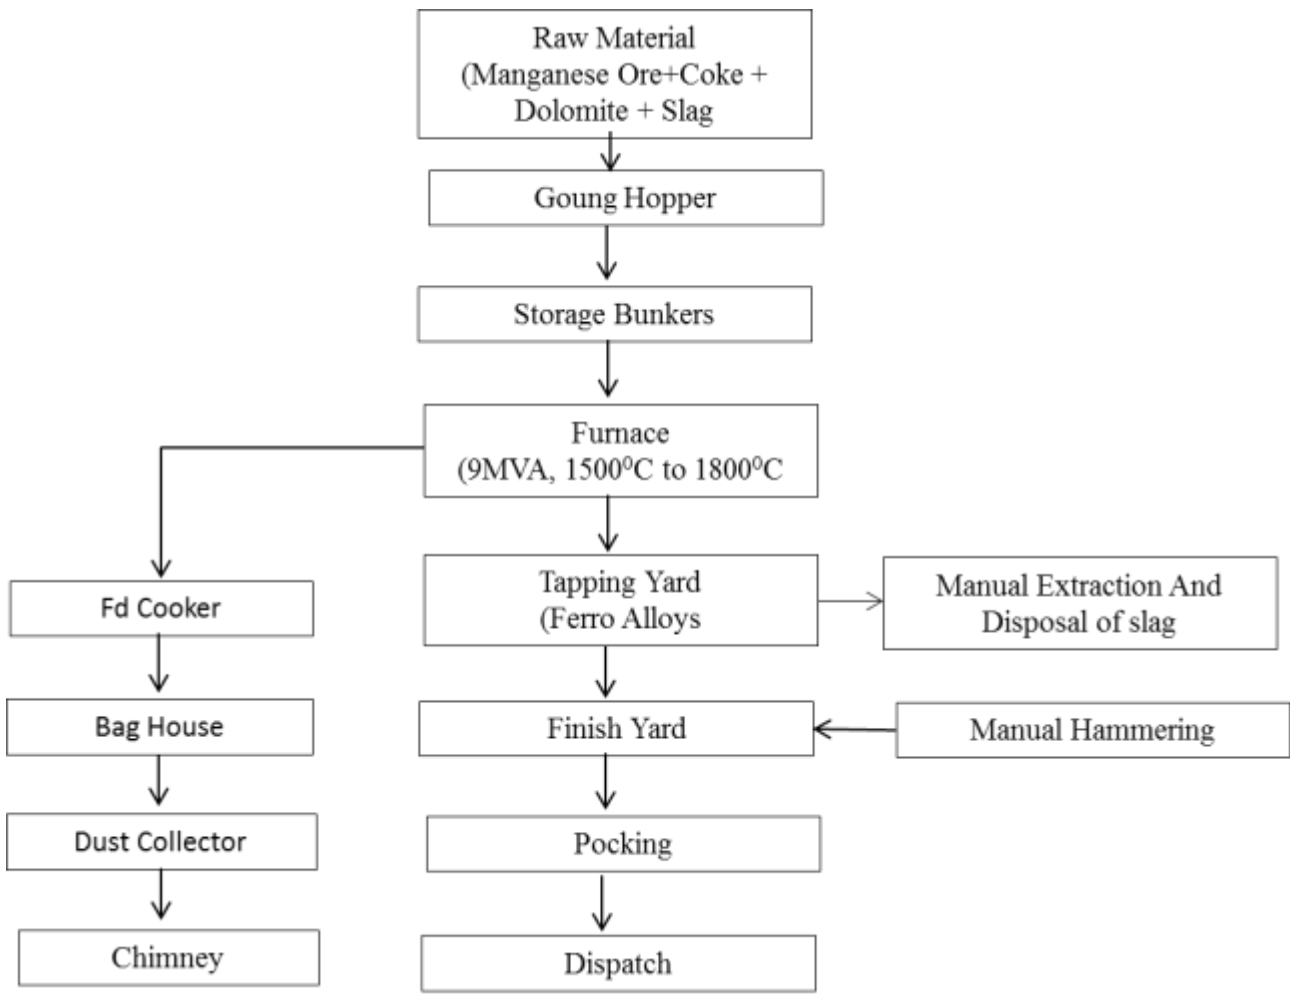 Raw Material
(Manganese Ore+Coke +
Dolomite + Slag
Goung Hopper
Storage Bunkers
Furnace
(9MVA, 1500⁰C to 1800⁰C
Fd Cooker
Tapping Yard
(Ferro Alloys
Manual Extraction And
Disposal of slag
Bag House
Finish Yard
Manual Hammering
Dust Collector
Pocking
Chimney
Dispatch